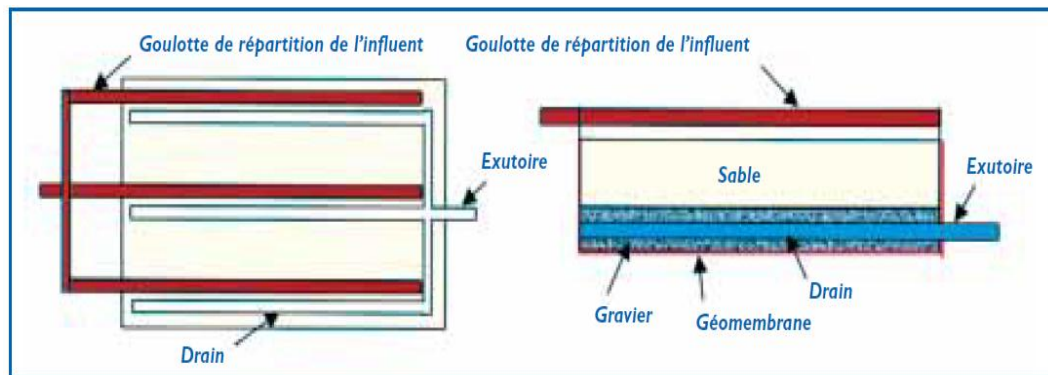 Goulotte de répartition de l'influent
Exutoire
Drain
Goulotte de répartition de l'influent
Sable
Exutoire
Drain
Gravier
Géomembrane